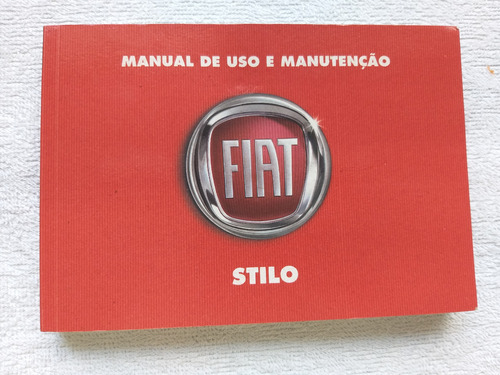 MANUAL DE USO E MANUTENÇÃO
FIAT
STILO